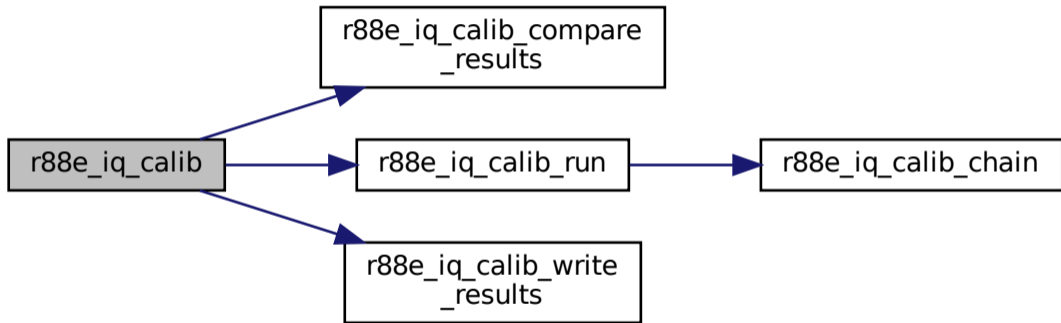 r88e_iq_calib_compare
_results
r88e_iq_calib
r88e_iq_calib_run
r88e_iq_calib_chain
r88e_iq_calib_write
_results